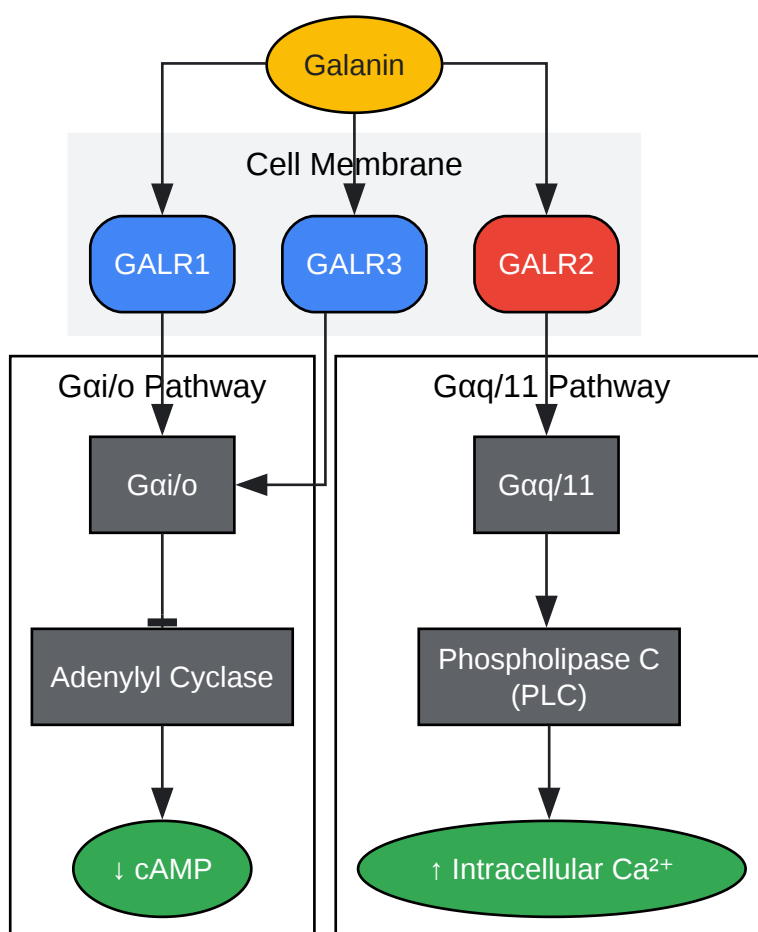 Galanin
Cell Membrane
GALR1
GALR3
GALR2
Gαi/o Pathway
Gαq/11 Pathway
Gαi/o
Gαq/11
Adenylyl Cyclase
Phospholipase C
(PLC)
↓ cAMP
↑ Intracellular Ca²⁺